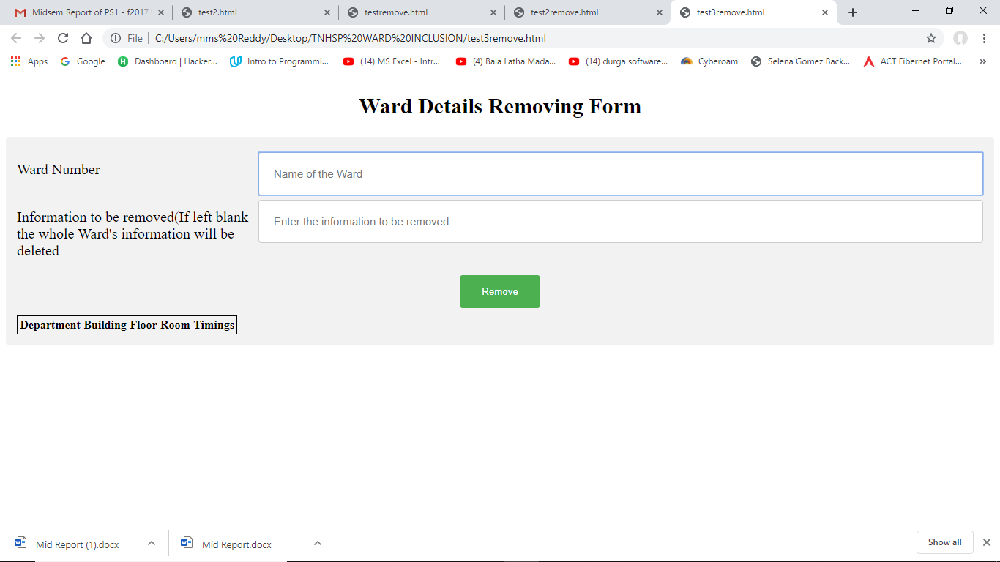 Midsem Report of PS1 - f2017
test2.html
testremove.html
test2remove.html
test3remove.html
File
C:/Users/mms%20Reddy/Desktop/TNHSP%20WARD%20INCLUSION/test3remove.html
Apps
Google
Dashboard | Hacker...
Intro to Programmi...
(14) MS Excel - Intr...
(4) Bala Latha Mada...
(14) durga software...
Cyberoam
Selena Gomez Back...
ACT Fibernet Portal...
»
Ward Details Removing Form
Ward Number
Name of the Ward
Information to be removed(If left blank
the whole Ward's information will be
deleted
Enter the information to be removed
Remove
Department Building Floor Room Timings
Mid Report (1).docx
Mid Report.docx
Show all